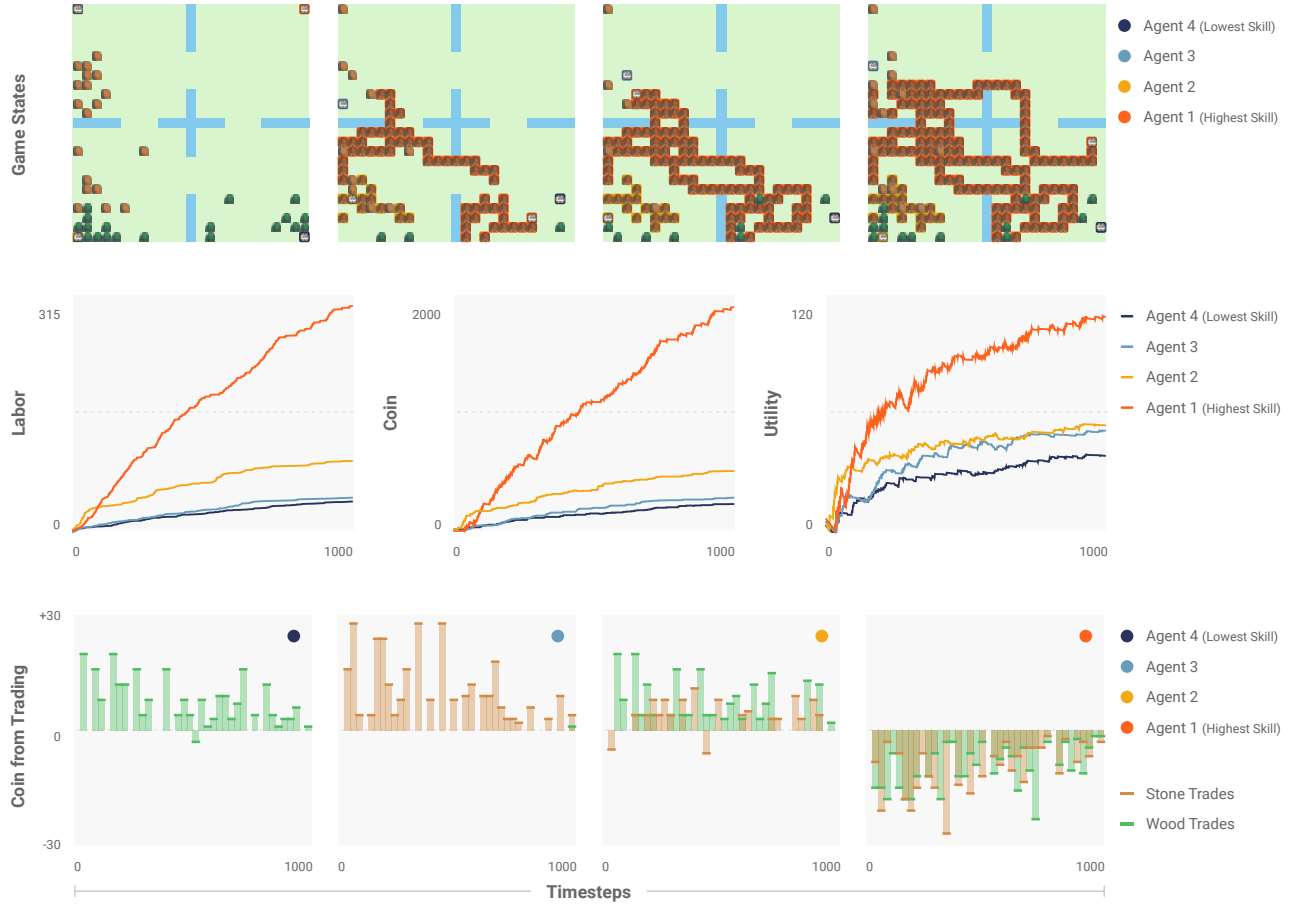 Game States
Agent 4 (Lowest Skill)
Agent 3
Agent 2
Agent 1 (Highest Skill)
Labor
315
0
0
1000
Coin
2000
0
0
1000
Utility
120
0
0
1000
Agent 4 (Lowest Skill)
Agent 3
Agent 2
Agent 1 (Highest Skill)
Coin from Trading
+30
0
-30
0
1000
0
1000
0
1000
0
1000
Agent 4 (Lowest Skill)
Agent 3
Agent 2
Agent 1 (Highest Skill)
Stone Trades
Wood Trades
Timesteps